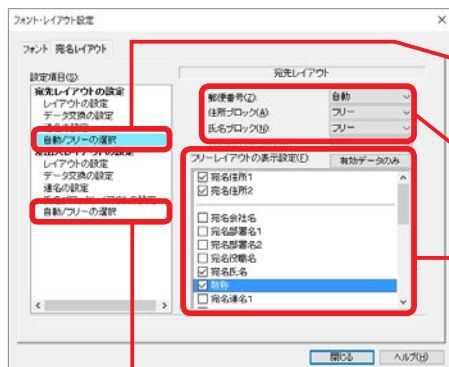 フォント・レイアウト設定
フォント 宛名レイアウト
設定項目(S):
宛先レイアウトの設定
レイアウトの設定
データ交換の設定
自動/フリーの選択
レイアウトの設定
データ交換の設定
連名の設定
自動/フリーの選択
宛先レイアウト
郵便番号(Z): 自動
住所ブロック(A): フリー
氏名ブロック(N): フリー
フリーレイアウトの表示設定(F): 有効データのみ
宛名住所1
宛名住所2
宛名会社名
宛名部署名1
宛名部署名2
宛名役職名
宛名氏名
敬称
宛名連名1
閉じる ヘルプ(H)